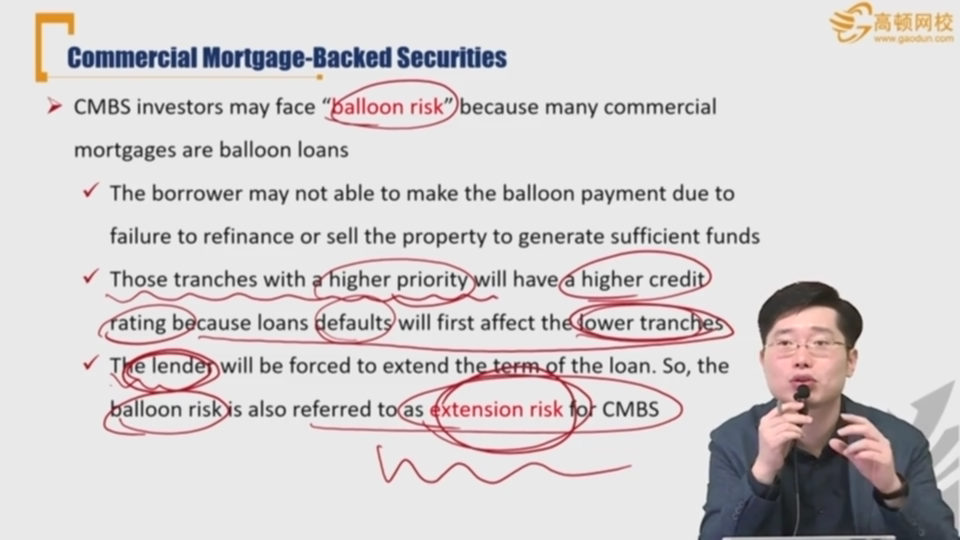 高顿网校
www.gaodun.com
Commercial Mortgage-Backed Securities
CMBS investors may face “balloon risk” because many commercial
mortgages are balloon loans
The borrower may not able to make the balloon payment due to
failure to refinance or sell the property to generate sufficient funds
Those tranches with a higher priority will have a higher credit
rating because loans defaults will first affect the lower tranches
The lender will be forced to extend the term of the loan. So, the
balloon risk is also referred to as extension risk for CMBS